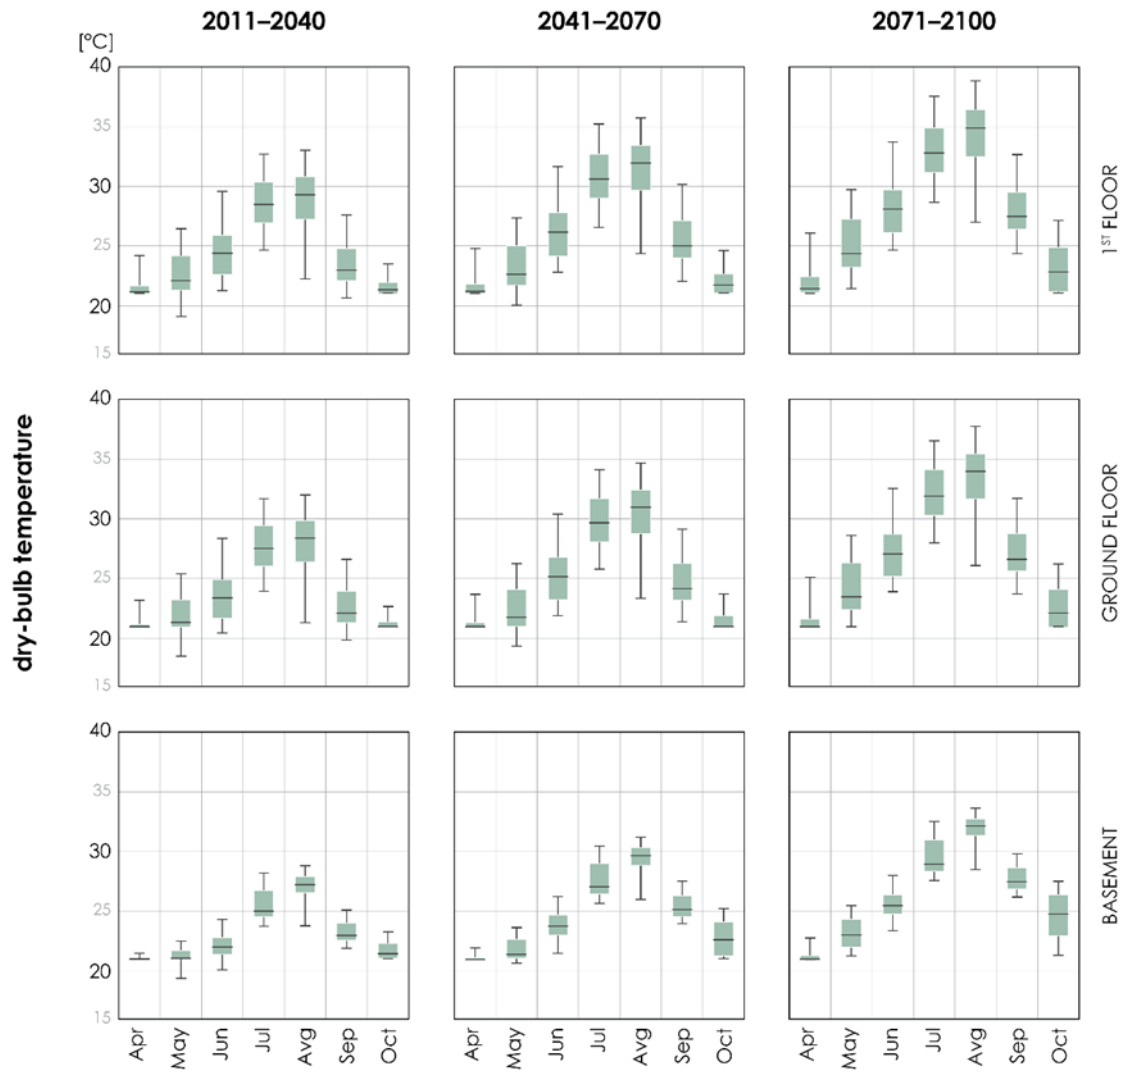 2011–2040 2041–2070 2071–2100
[°C]
40
35
30
25
20
15
1ST FLOOR
40
35
30
25
20
15
GROUND FLOOR
dry-bulb temperature
40
35
30
25
20
15
BASEMENT
Apr May Jun Jul Avg Sep Oct Apr May Jun Jul Avg Sep Oct Apr May Jun Jul Avg Sep Oct